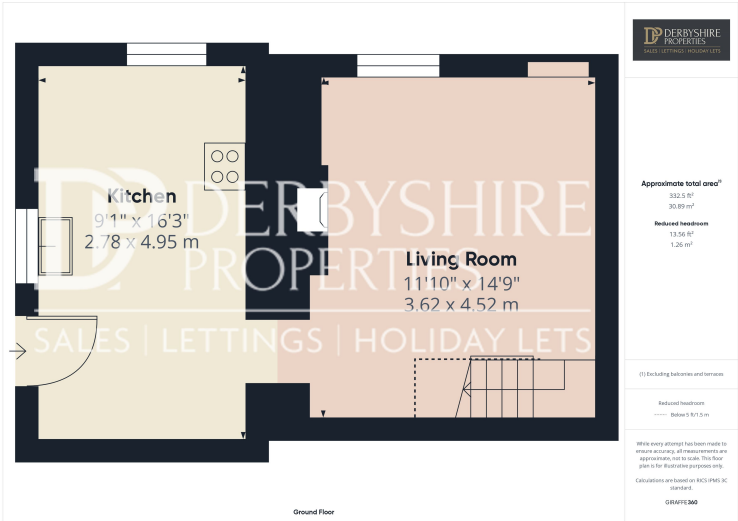 Kitchen
9'1" x 16'3"
2.78 x 4.95 m
Living Room
11'10" x 14'9"
3.62 x 4.52 m
DP DERBYSHIRE
PROPERTIES
SALES | LETTINGS | HOLIDAY LETS
Ground Floor
DP DERBYSHIRE
PROPERTIES
SALES | LETTINGS | HOLIDAY LETS
Approximate total area⁽¹⁾
332.5 ft²
30.89 m²
Reduced headroom
13.56 ft²
1.26 m²
(1) Excluding balconies and terraces
Reduced headroom
------ Below 5 ft/1.5 m
While every attempt has been made to
ensure accuracy, all measurements are
approximate, not to scale. This floor
plan is for illustrative purposes only.
Calculations are based on RICS IPMS 3C
standard.
GIRAFFE360